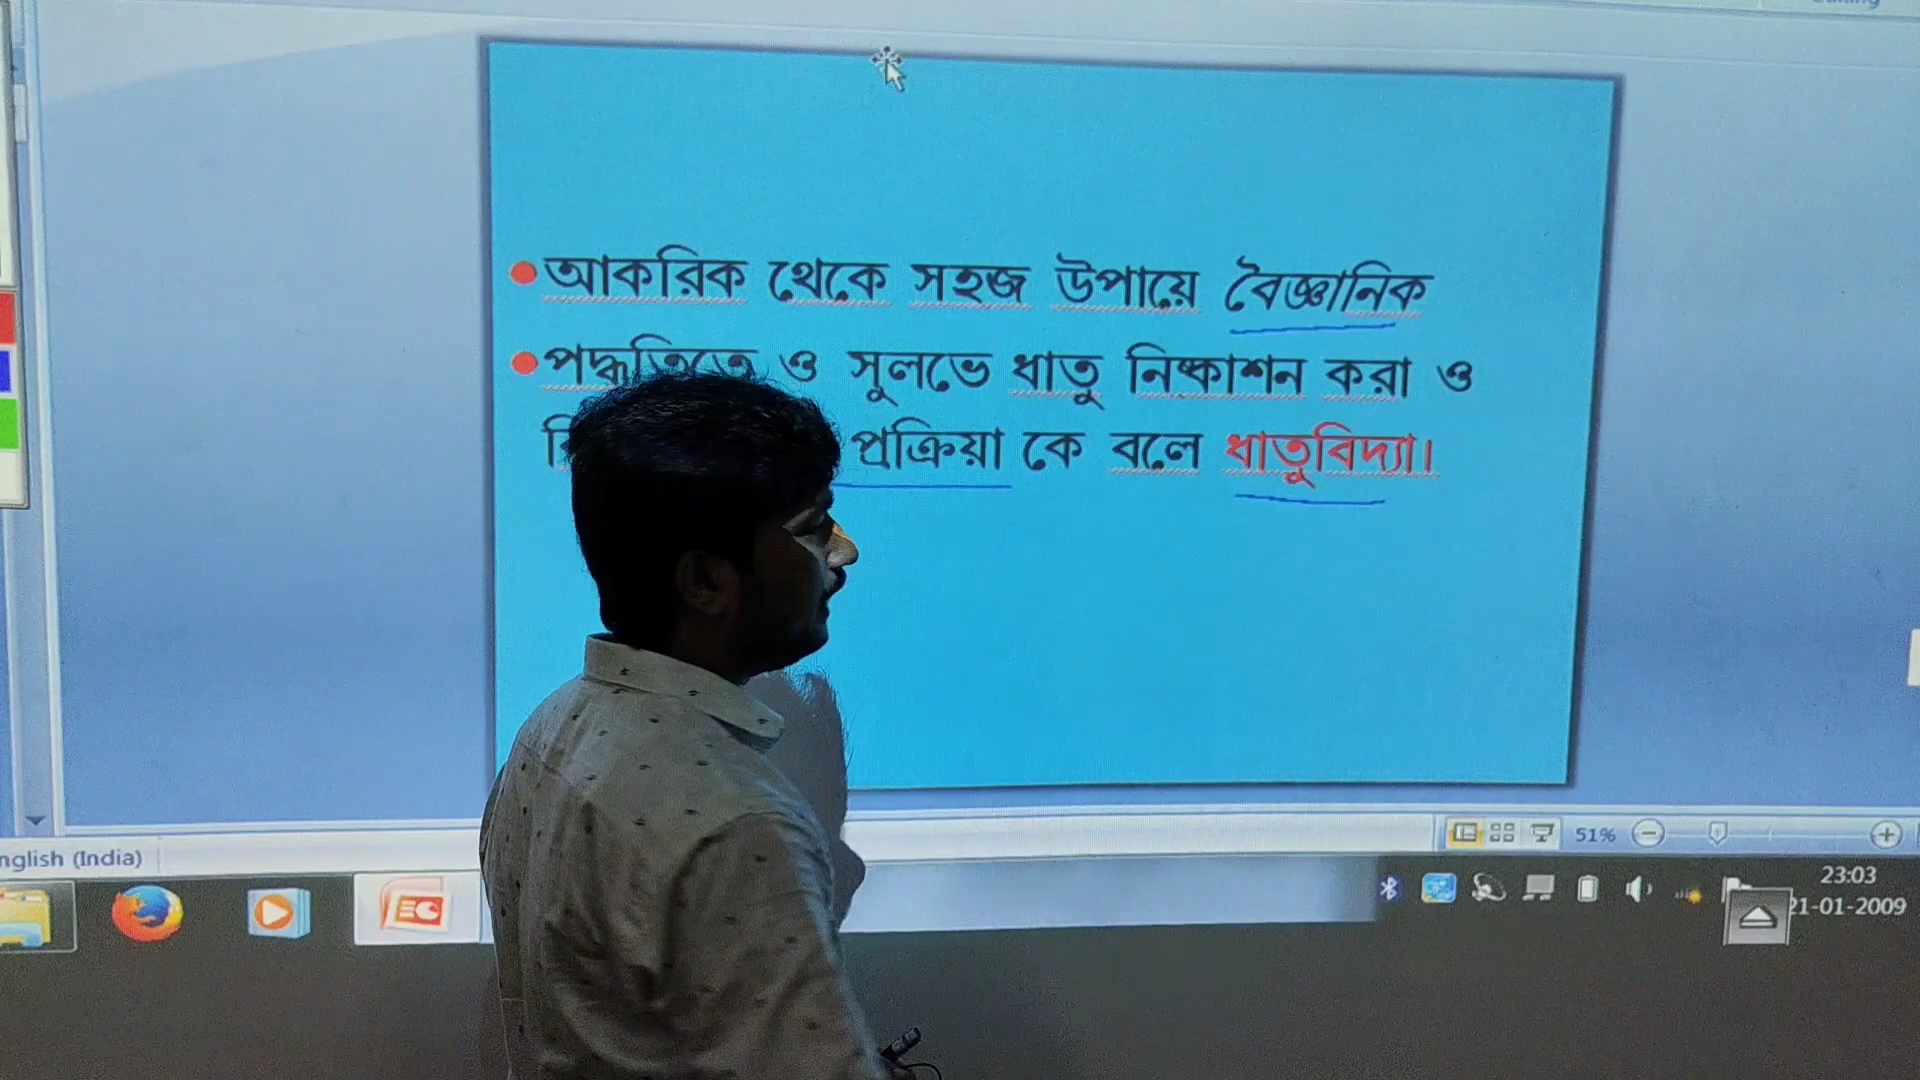 আকরিক থেকে সহজ উপায়ে বৈজ্ঞানিক
পদ্ধতিতে ও সুলভে ধাতু নিষ্কাশন করা ও
প্রক্রিয়া কে বলে ধাতুবিদ্যা।
51%
nglish (India)
23:03
21-01-2009